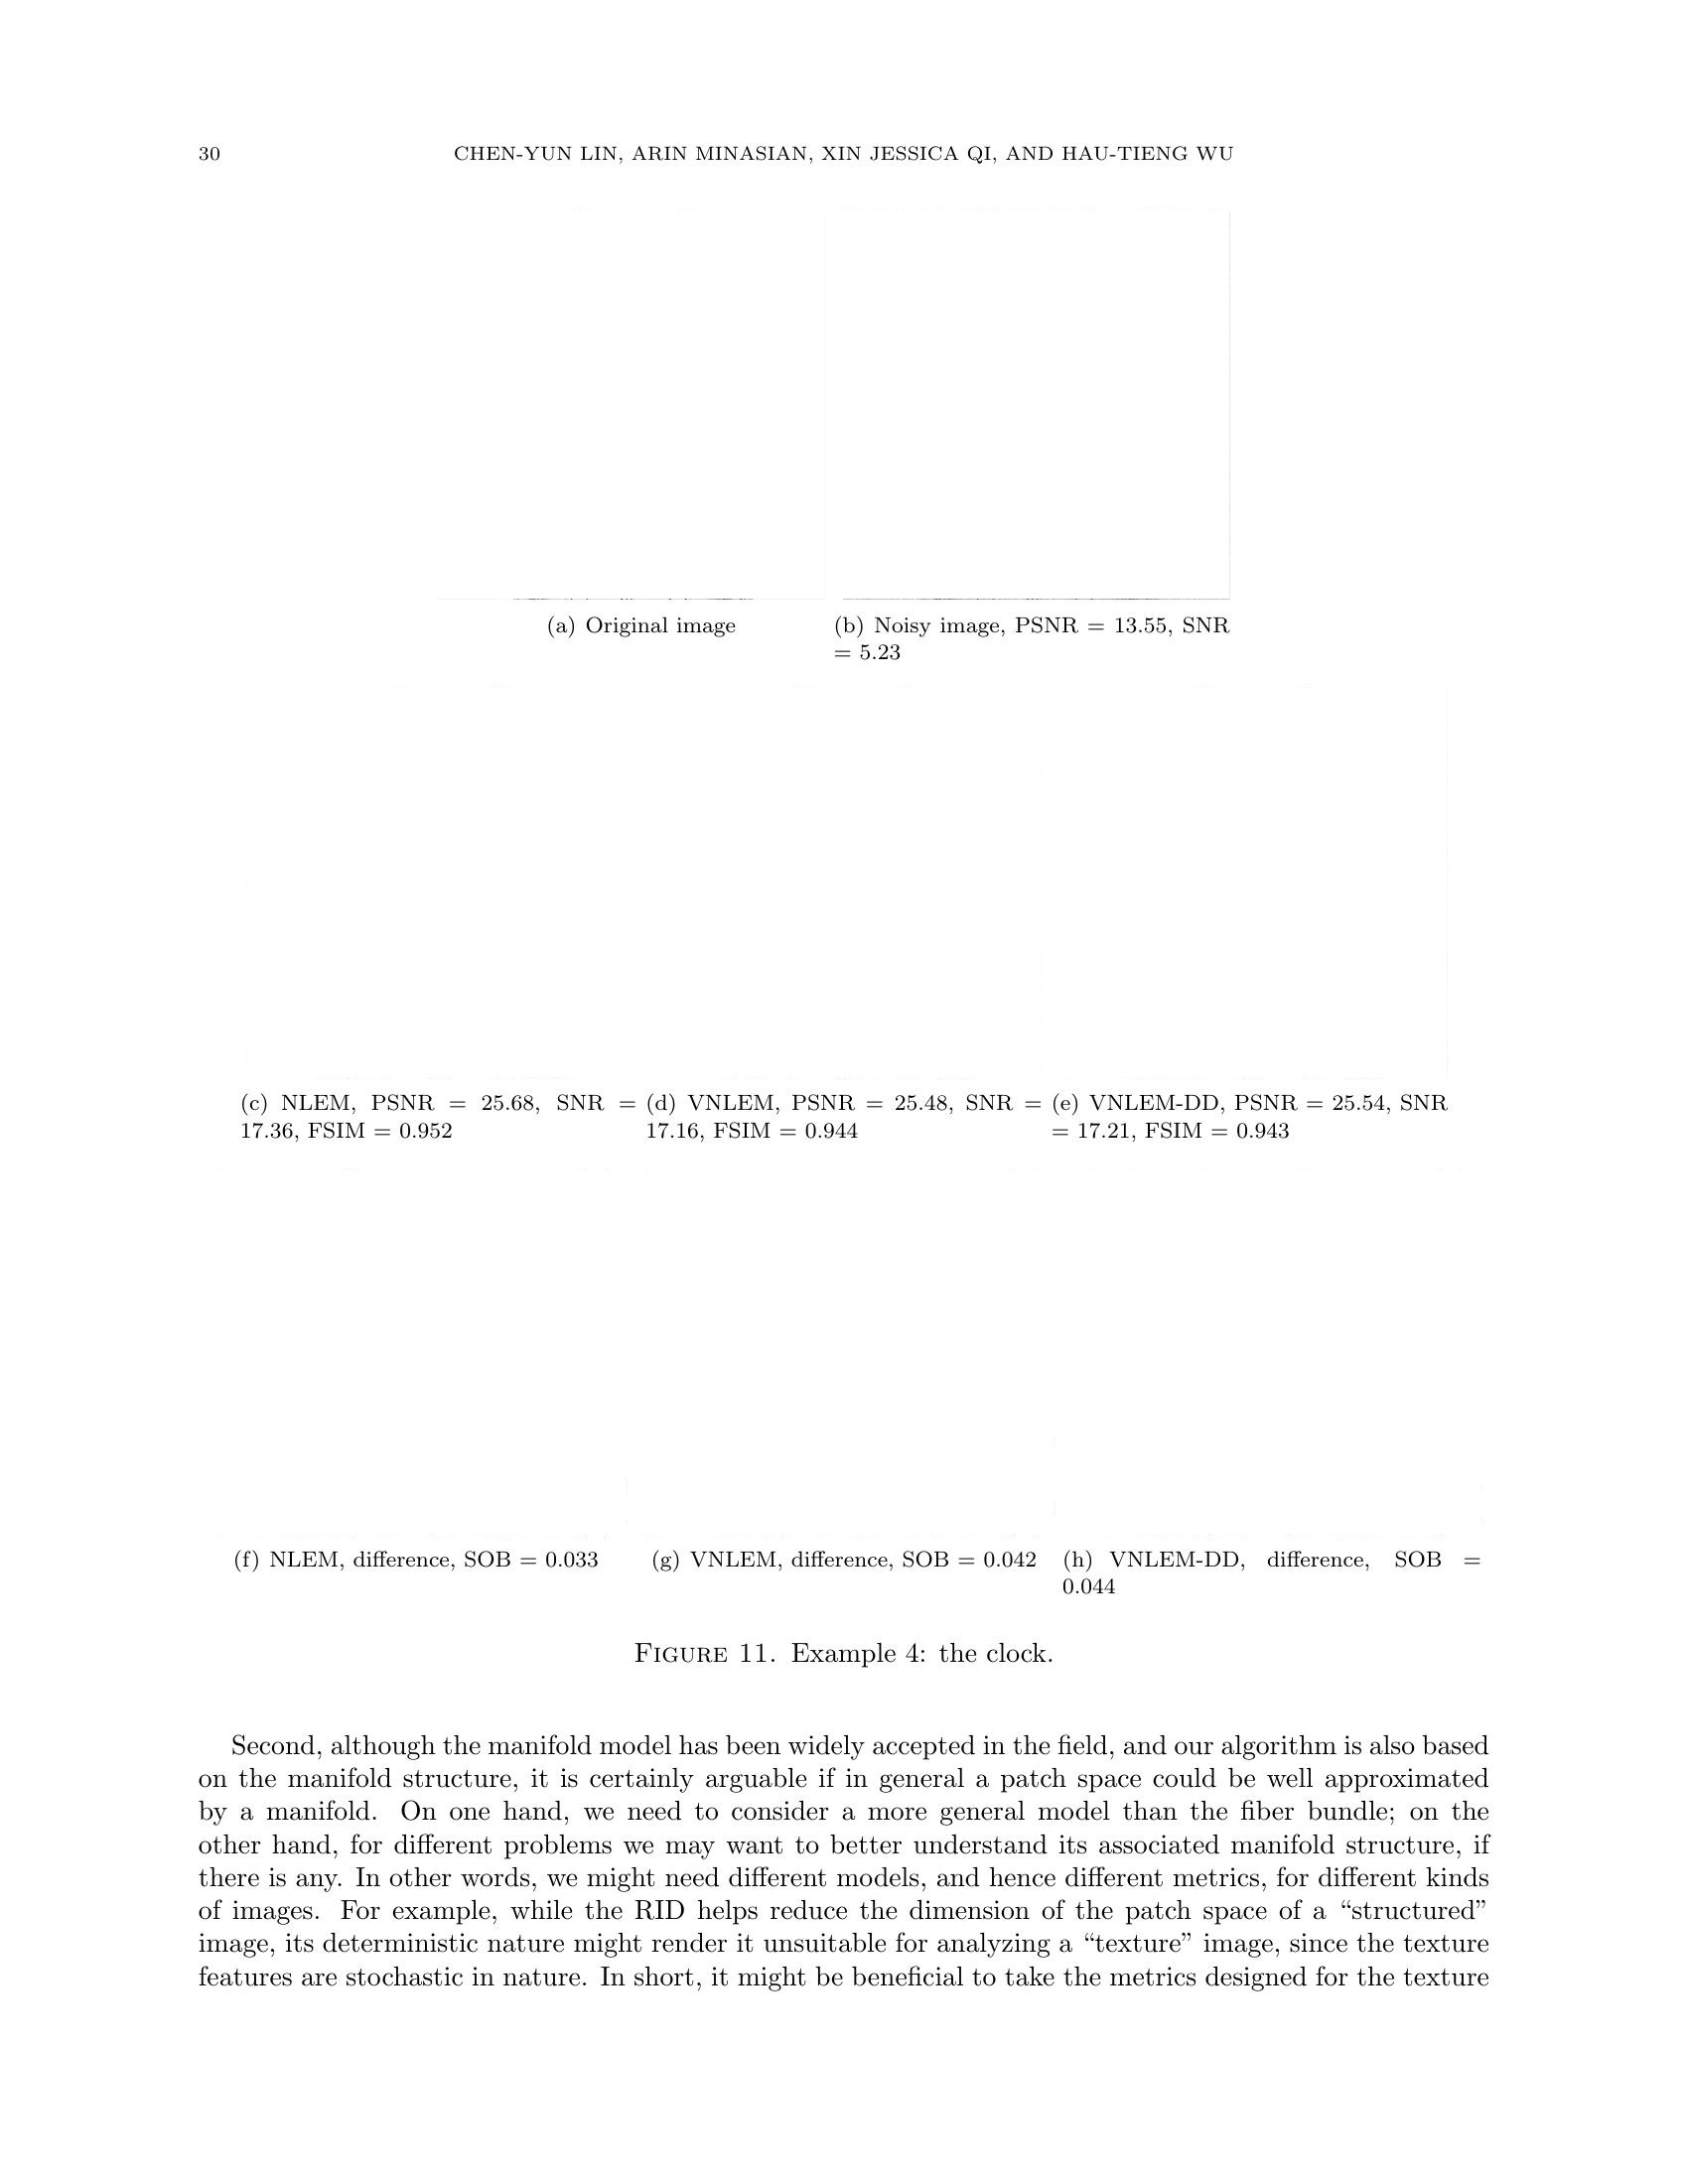 30 CHEN-YUN LIN, ARIN MINASIAN, XIN JESSICA QI, AND HAU-TIENG WU
(a) Original image
(b) Noisy image, PSNR = 13.55, SNR
= 5.23
(c) NLEM, PSNR = 25.68, SNR =
17.36, FSIM = 0.952
(d) VNLEM, PSNR = 25.48, SNR =
17.16, FSIM = 0.944
(e) VNLEM-DD, PSNR = 25.54, SNR
= 17.21, FSIM = 0.943
(f) NLEM, difference, SOB = 0.033
(g) VNLEM, difference, SOB = 0.042
(h) VNLEM-DD, difference, SOB =
0.044
FIGURE 11. Example 4: the clock.
Second, although the manifold model has been widely accepted in the field, and our algorithm is also based
on the manifold structure, it is certainly arguable if in general a patch space could be well approximated
by a manifold. On one hand, we need to consider a more general model than the fiber bundle; on the
other hand, for different problems we may want to better understand its associated manifold structure, if
there is any. In other words, we might need different models, and hence different metrics, for different kinds
of images. For example, while the RID helps reduce the dimension of the patch space of a “structured”
image, its deterministic nature might render it unsuitable for analyzing a “texture” image, since the texture
features are stochastic in nature. In short, it might be beneficial to take the metrics designed for the texture